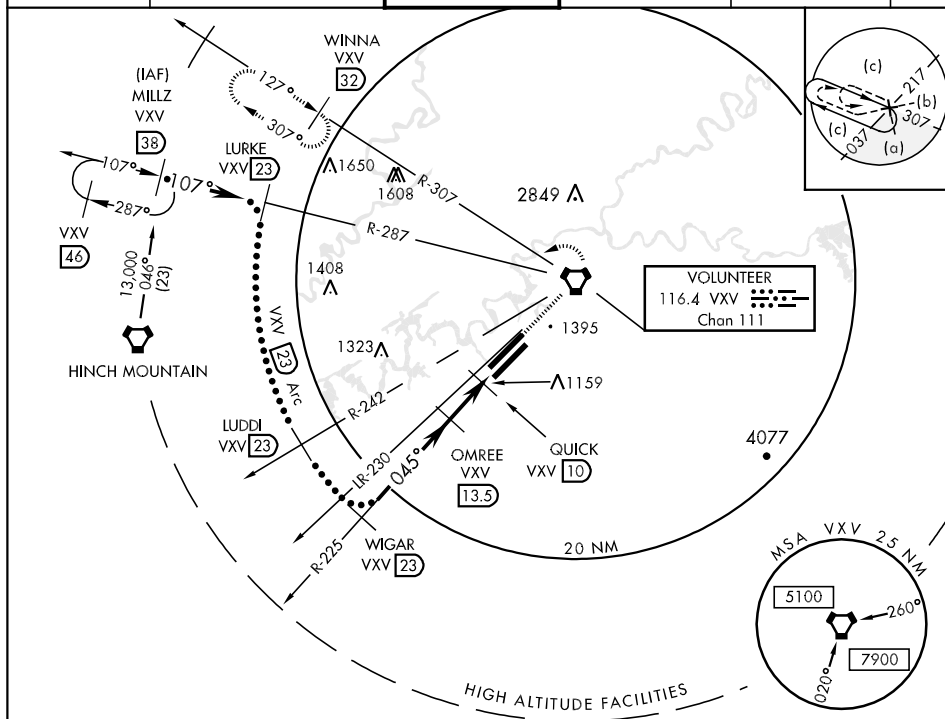 WINNA
VXV
32
127°
307°
(IAF)
MILLZ
VXV
38
107°
107°
287°
VXV
46
LURKE
VXV 23
1650
1608
R-307
R-287
2849
(c)
217
(b)
307
(c)
(a)
037
13,000
046°
(23)
HINCH MOUNTAIN
1408
1323
VXV 23 Arc
VOLUNTEER
116.4 VXV
Chan 111
1395
1159
R-242
LUDDI
VXV 23
LR-230
045°
R-225
OMREE
VXV
13.5
QUICK
VXV 10
4077
WIGAR
VXV 23
20 NM
MSA VXV 25 NM
5100
260°
7900
020°
HIGH ALTITUDE FACILITIES